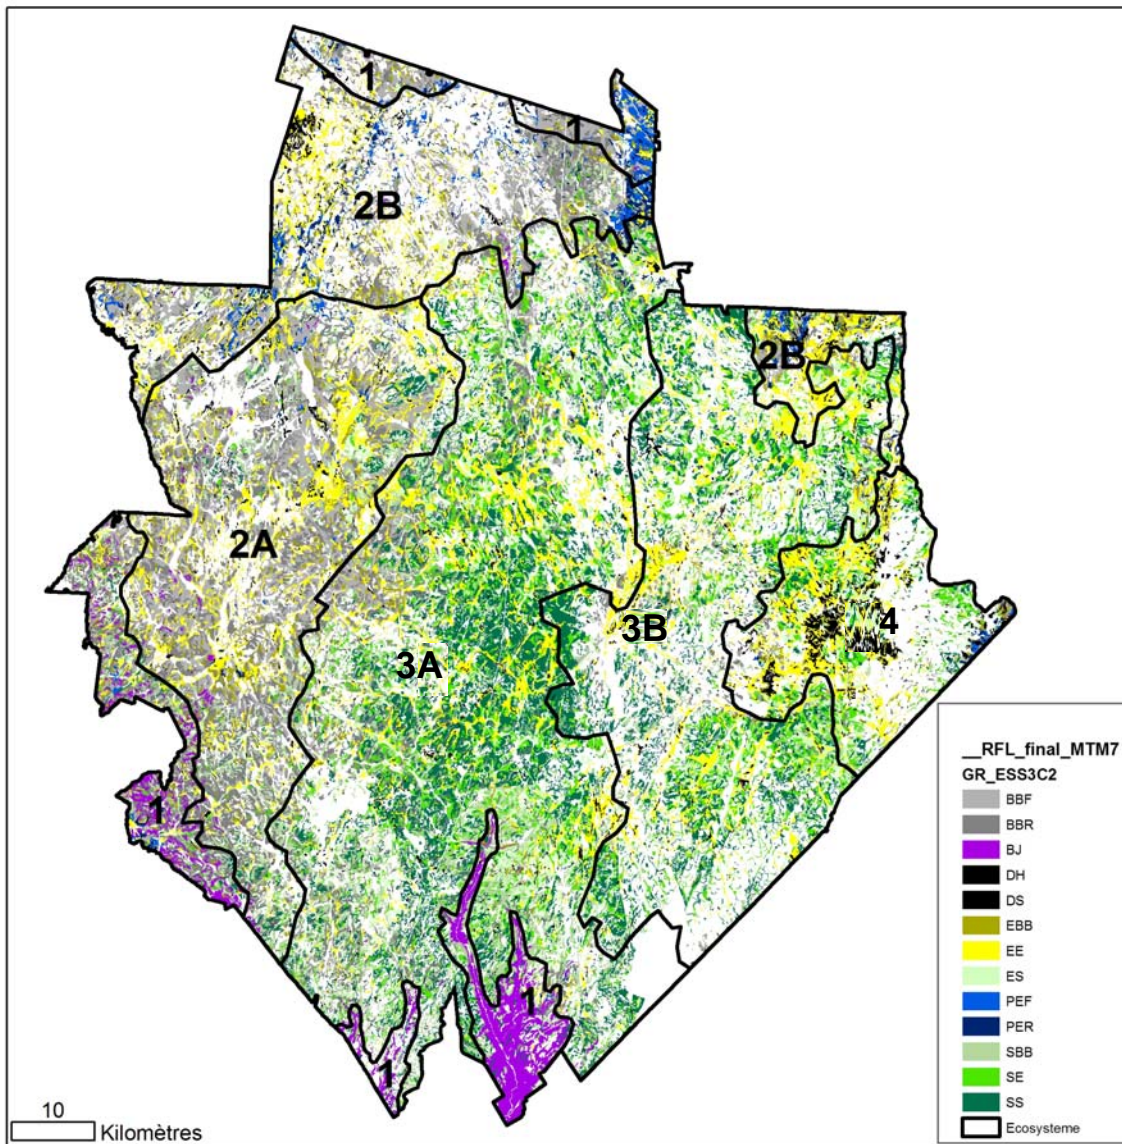 1
1
2B
2B
2A
3B
4
3A
1
1
1
__RFL_final_MTM7
GR_ESS3C2
BBF
BBR
BJ
DH
DS
EBB
EE
ES
PEF
PER
SBB
SE
SS
Ecosysteme
10
Kilomètres